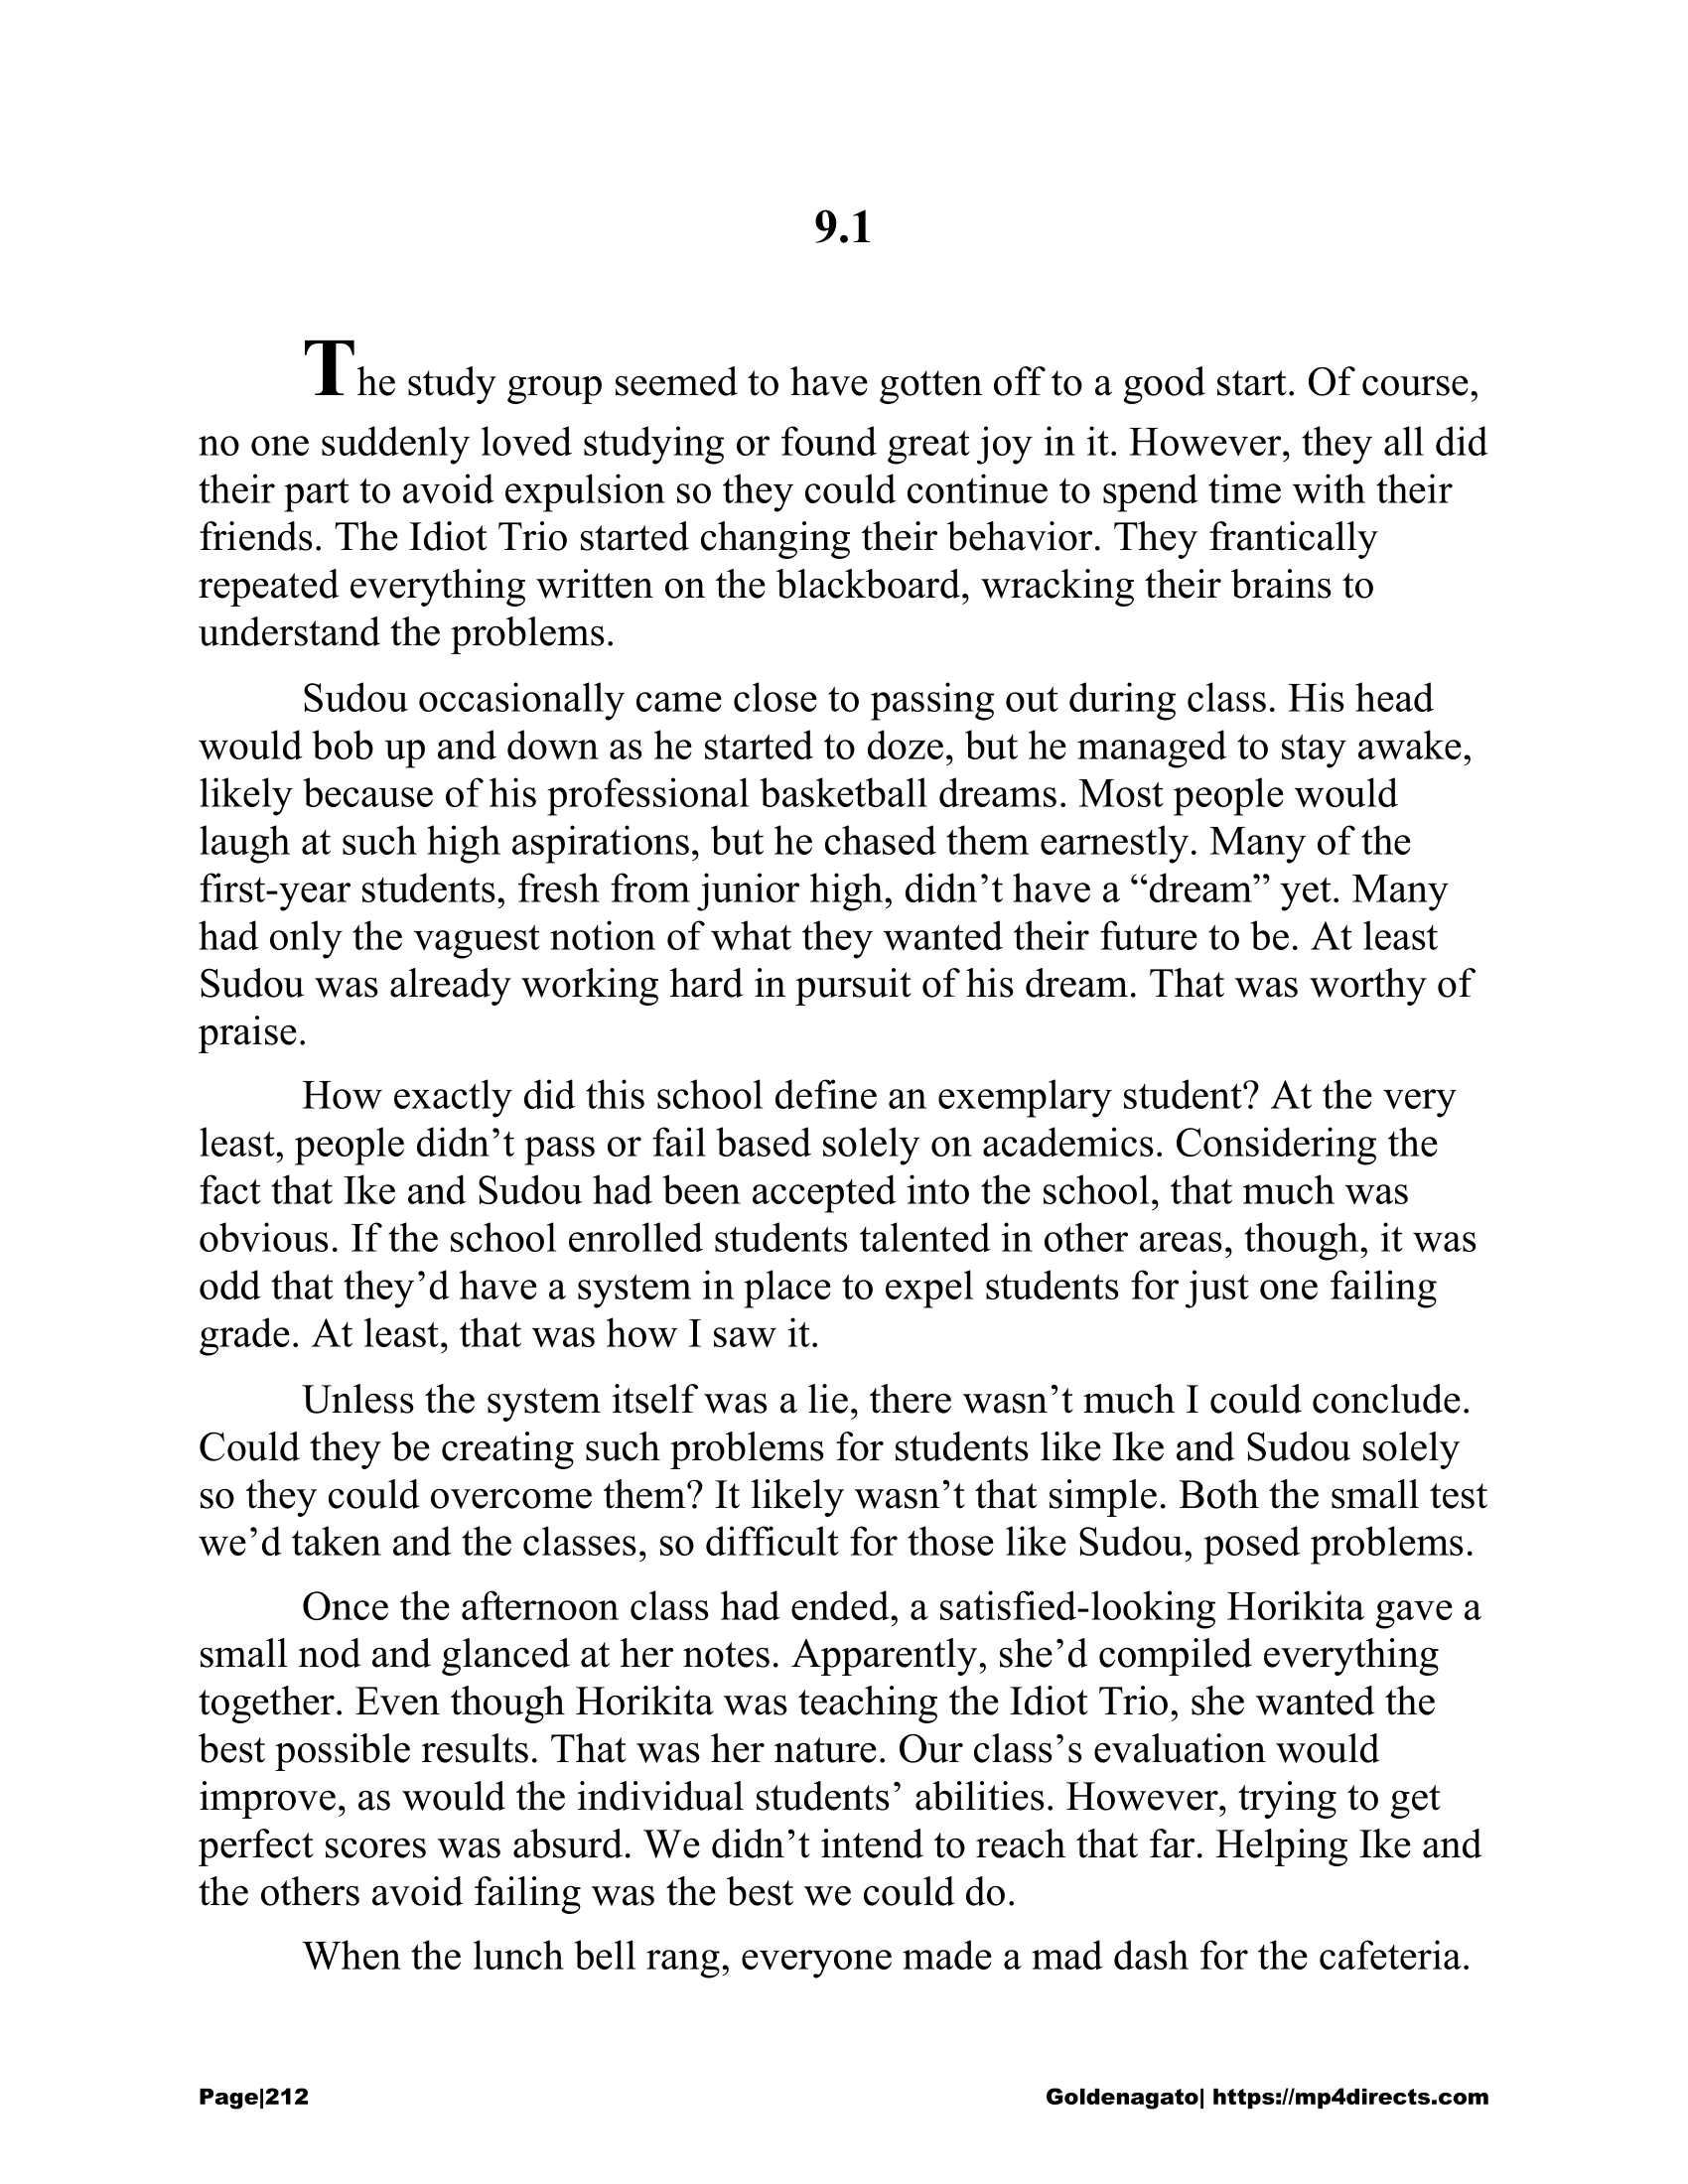 9.1
The study group seemed to have gotten off to a good start. Of course,
no one suddenly loved studying or found great joy in it. However, they all did
their part to avoid expulsion so they could continue to spend time with their
friends. The Idiot Trio started changing their behavior. They frantically
repeated everything written on the blackboard, wracking their brains to
understand the problems.
Sudou occasionally came close to passing out during class. His head
would bob up and down as he started to doze, but he managed to stay awake,
likely because of his professional basketball dreams. Most people would
laugh at such high aspirations, but he chased them earnestly. Many of the
first-year students, fresh from junior high, didn’t have a “dream” yet. Many
had only the vaguest notion of what they wanted their future to be. At least
Sudou was already working hard in pursuit of his dream. That was worthy of
praise.
How exactly did this school define an exemplary student? At the very
least, people didn’t pass or fail based solely on academics. Considering the
fact that Ike and Sudou had been accepted into the school, that much was
obvious. If the school enrolled students talented in other areas, though, it was
odd that they’d have a system in place to expel students for just one failing
grade. At least, that was how I saw it.
Unless the system itself was a lie, there wasn’t much I could conclude.
Could they be creating such problems for students like Ike and Sudou solely
so they could overcome them? It likely wasn’t that simple. Both the small test
we’d taken and the classes, so difficult for those like Sudou, posed problems.
Once the afternoon class had ended, a satisfied-looking Horikita gave a
small nod and glanced at her notes. Apparently, she’d compiled everything
together. Even though Horikita was teaching the Idiot Trio, she wanted the
best possible results. That was her nature. Our class’s evaluation would
improve, as would the individual students’ abilities. However, trying to get
perfect scores was absurd. We didn’t intend to reach that far. Helping Ike and
the others avoid failing was the best we could do.
When the lunch bell rang, everyone made a mad dash for the cafeteria.
Page|212 Goldenagato| https://mp4directs.com